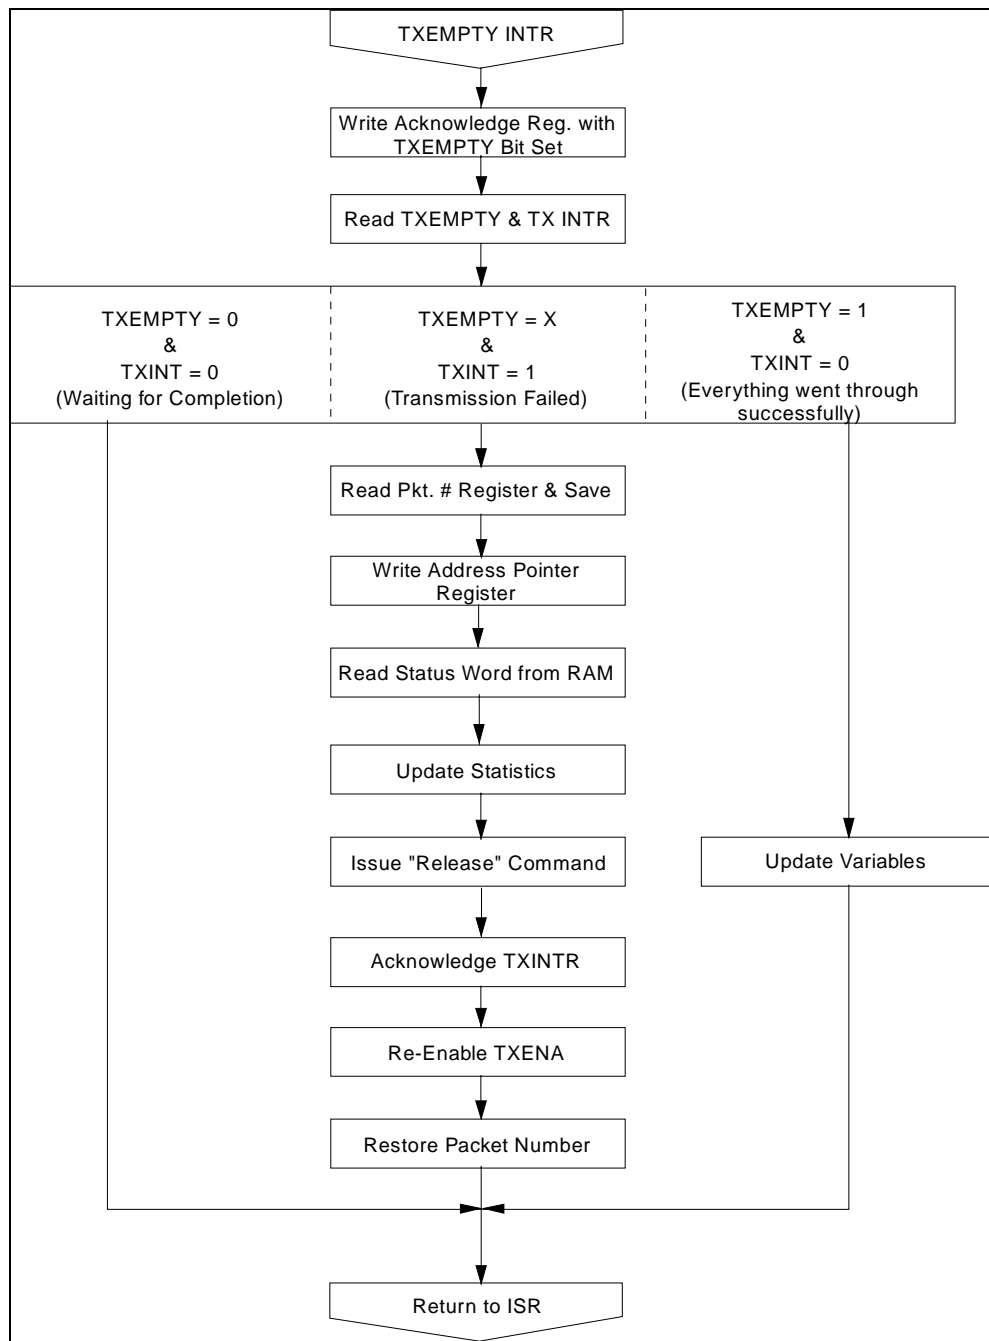 TXEMPTY INTR
Write Acknowledge Reg. with
TXEMPTY Bit Set
Read TXEMPTY & TX INTR
TXEMPTY = 0
&
TXINT = 0
(Waiting for Completion)
TXEMPTY = X
&
TXINT = 1
(Transmission Failed)
TXEMPTY = 1
&
TXINT = 0
(Everything went through
successfully)
Read Pkt. # Register & Save
Write Address Pointer
Register
Read Status Word from RAM
Update Statistics
Issue "Release" Command
Update Variables
Acknowledge TXINTR
Re-Enable TXENA
Restore Packet Number
Return to ISR